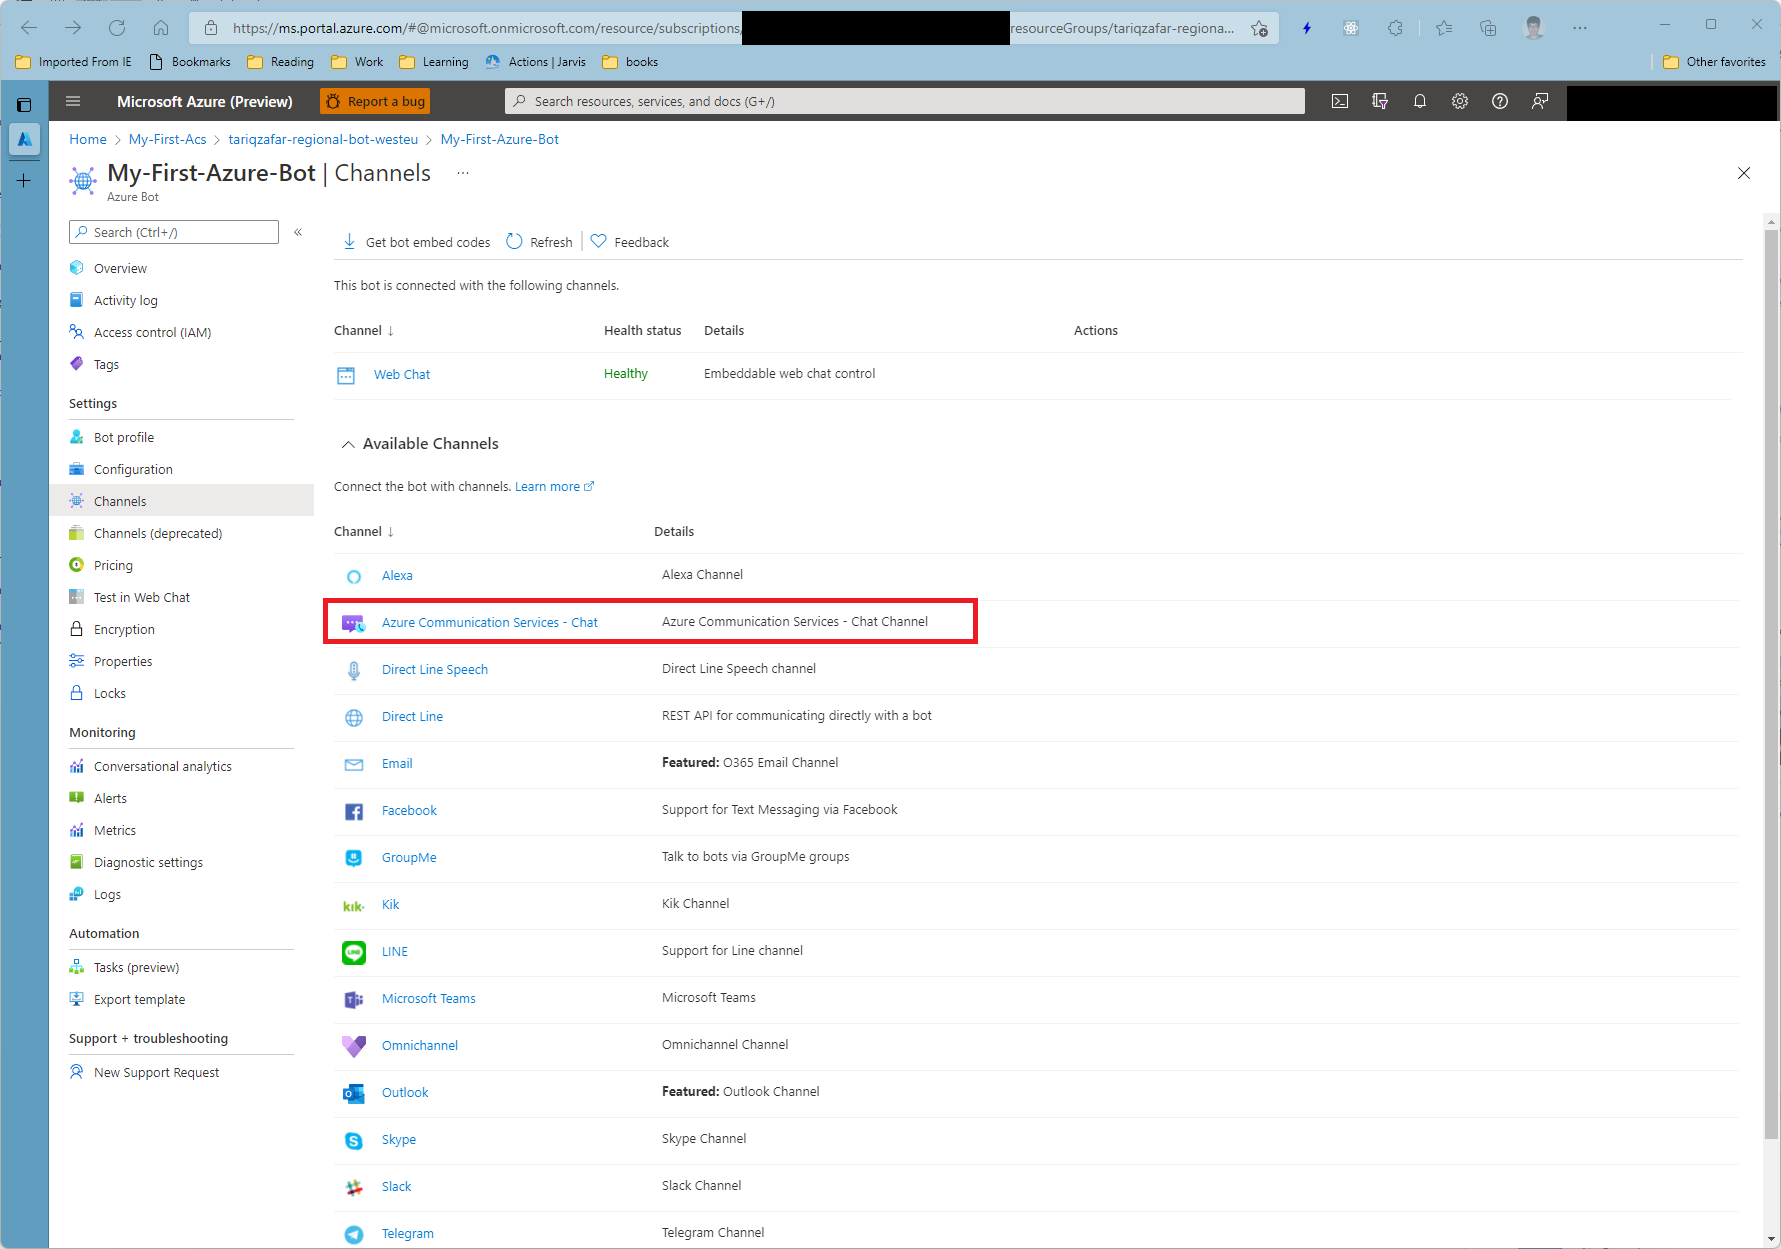 https://ms.portal.azure.com/#@microsoft.onmicrosoft.com/resource/subscriptions/ resourceGroups/tariqzafar-regiona...
Imported From IE Bookmarks Reading Work Learning Actions | Jarvis books Other favorites
Microsoft Azure (Preview) Report a bug Search resources, services, and docs (G+/)
Home > My-First-Acs > tariqzafar-regional-bot-westeu > My-First-Azure-Bot
My-First-Azure-Bot | Channels ...
Azure Bot
Search (Ctrl+/) «
Overview
Activity log
Access control (IAM)
Tags
Settings
Bot profile
Configuration
Channels
Channels (deprecated)
Pricing
Test in Web Chat
Encryption
Properties
Locks
Monitoring
Conversational analytics
Alerts
Metrics
Diagnostic settings
Logs
Automation
Tasks (preview)
Export template
Support + troubleshooting
New Support Request
Get bot embed codes Refresh Feedback
This bot is connected with the following channels.
Channel ↓ Health status Details Actions
Web Chat Healthy Embeddable web chat control
Available Channels
Connect the bot with channels. Learn more
Channel ↓ Details
Alexa Alexa Channel
Azure Communication Services - Chat Azure Communication Services - Chat Channel
Direct Line Speech Direct Line Speech channel
Direct Line REST API for communicating directly with a bot
Email Featured: O365 Email Channel
Facebook Support for Text Messaging via Facebook
GroupMe Talk to bots via GroupMe groups
kik. Kik Kik Channel
LINE LINE Support for Line channel
Microsoft Teams Microsoft Teams
Omnichannel Omnichannel Channel
Outlook Featured: Outlook Channel
Skype Skype Channel
Slack Slack Channel
Telegram Telegram Channel